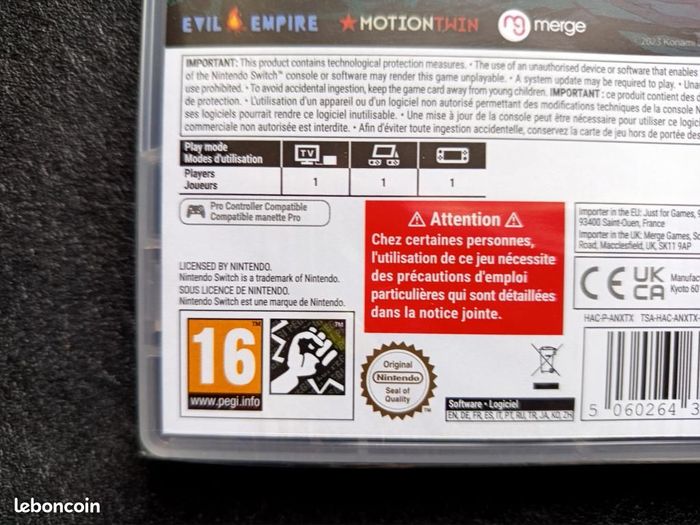 EVIL EMPIRE MOTIONTWIN merge
2023 Konami
IMPORTANT: This product contains technological protection measures. • The use of an unauthorised device or software that enables
of the Nintendo Switch™ console or software may render this game unplayable. • A system update may be required to play. • Una
use prohibited. • To avoid accidental ingestion, keep the game card away from young children. IMPORTANT : ce produit contient des d
de protection. • L'utilisation d'un appareil ou d'un logiciel non autorisé permettant des modifications techniques de la console N
ses logiciels pourrait rendre ce logiciel inutilisable. • Une mise à jour de la console peut être nécessaire pour utiliser ce
commerciale non autorisée est interdite. • Afin d'éviter toute ingestion accidentelle, conservez la carte de jeu hors de portée des
Play mode
Modes d'utilisation
TV
Players
Joueurs
1 1 1
Pro Controller Compatible
Compatible manette Pro
Attention
Chez certaines personnes,
l'utilisation de ce jeu nécessite
des précautions d'emploi
particulières qui sont détaillées
dans la notice jointe.
Importer in the EU: Just for Games,
93400 Saint-Ouen, France
Importer in the UK: Merge Games, So
Road, Macclesfield, UK, SK11 9AP
LICENSED BY NINTENDO.
Nintendo Switch is a trademark of Nintendo.
SOUS LICENCE DE NINTENDO.
Nintendo Switch est une marque de Nintendo.
CE UK CA
Manufac
Kyoto 60
HAC-P-ANXTX TSA-HAC-ANXTX-
16
www.pegi.info
Original
Nintendo
Seal of
Quality
™
Software • Logiciel
EN, DE, FR, ES, IT, PT, RU, TR, JA, KO, ZH
5 060264 3
leboncoin